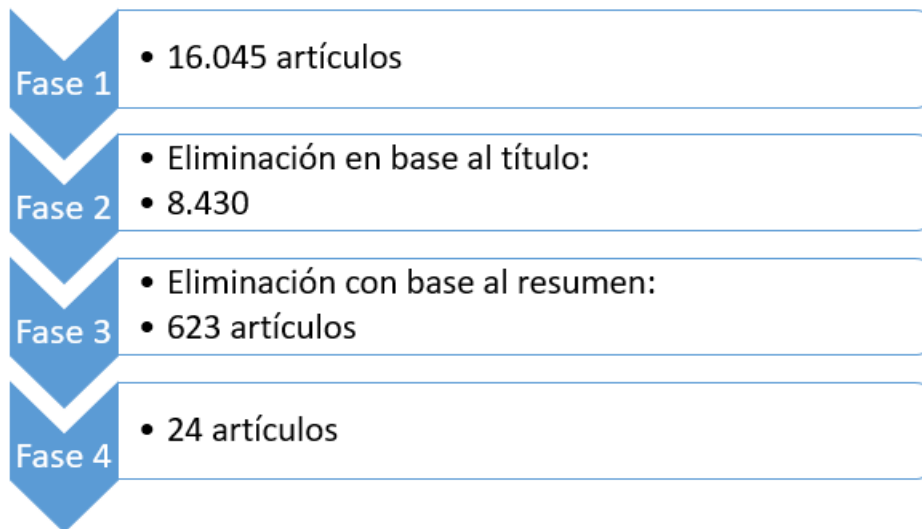 Fase 1
• 16.045 artículos
Fase 2
• Eliminación en base al título:
• 8.430
Fase 3
• Eliminación con base al resumen:
• 623 artículos
Fase 4
• 24 artículos